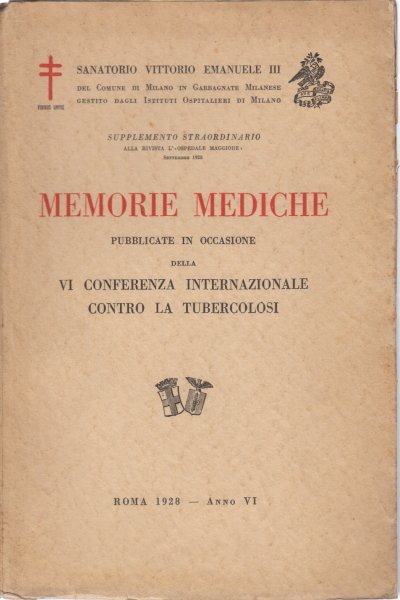 SANATORIO VITTORIO EMANUELE III
DEL COMUNE DI MILANO IN GARBAGNATE MILANESE
GESTITO DAGLI ISTITUTI OSPITALIERI DI MILANO
SUPPLEMENTO STRAORDINARIO
ALLA RIVISTA L'«OSPEDALE MAGGIORE»
SETTEMBRE 1928
MEMORIE MEDICHE
PUBBLICATE IN OCCASIONE
DELLA
VI CONFERENZA INTERNAZIONALE
CONTRO LA TUBERCOLOSI
ROMA 1928 — ANNO VI